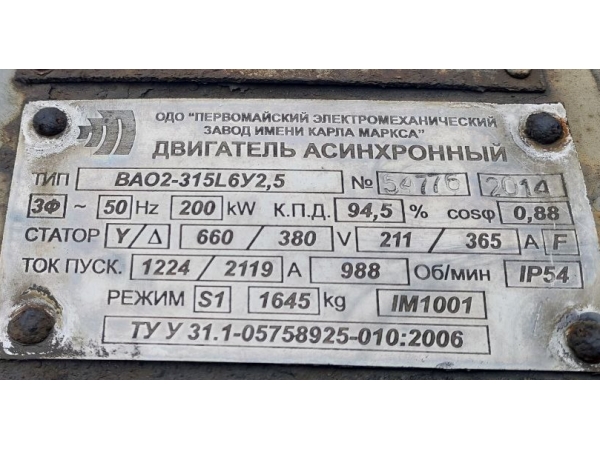 ОДО "ПЕРВОМАЙСКИЙ ЭЛЕКТРОМЕХАНИЧЕСКИЙ
ЗАВОД ИМЕНИ КАРЛА МАРКСА"
ДВИГАТЕЛЬ АСИНХРОННЫЙ
ТИП ВАО2-315L6У2,5 № 54776 2014
3Ф ~ 50 Hz 200 kW К.П.Д. 94,5 % cosφ 0,88
СТАТОР Y/Δ 660 / 380 V 211 / 365 A F
ТОК ПУСК. 1224 / 2119 A 988 Об/мин IP54
РЕЖИМ S1 1645 kg IM1001
ТУ У 31.1-05758925-010:2006